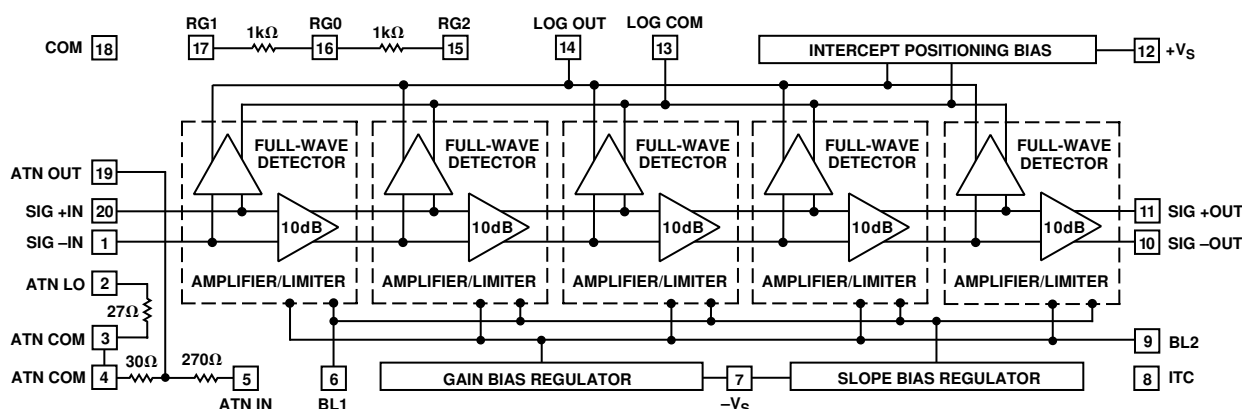 RG1 1kΩ RG0 1kΩ RG2 LOG OUT LOG COM
COM 18 17 16 15 14 13 INTERCEPT POSITIONING BIAS 12 +VS
FULL-WAVE DETECTOR FULL-WAVE DETECTOR FULL-WAVE DETECTOR FULL-WAVE DETECTOR FULL-WAVE DETECTOR
ATN OUT 19
SIG +IN 20 11 SIG +OUT
10dB 10dB 10dB 10dB 10dB
SIG –IN 1 10 SIG –OUT
AMPLIFIER/LIMITER AMPLIFIER/LIMITER AMPLIFIER/LIMITER AMPLIFIER/LIMITER AMPLIFIER/LIMITER
ATN LO 2
27Ω
ATN COM 3 9 BL2
30Ω 270Ω
ATN COM 4 5 6 GAIN BIAS REGULATOR 7 SLOPE BIAS REGULATOR 8 ITC
ATN IN BL1 –VS